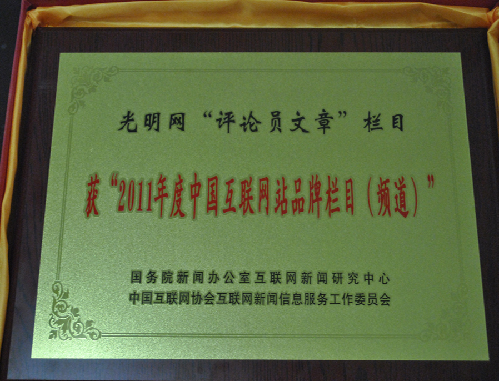 光明网“评论员文章”栏目
获“2011年度中国互联网站品牌栏目（频道）”
国务院新闻办公室互联网新闻研究中心
中国互联网协会互联网新闻信息服务工作委员会